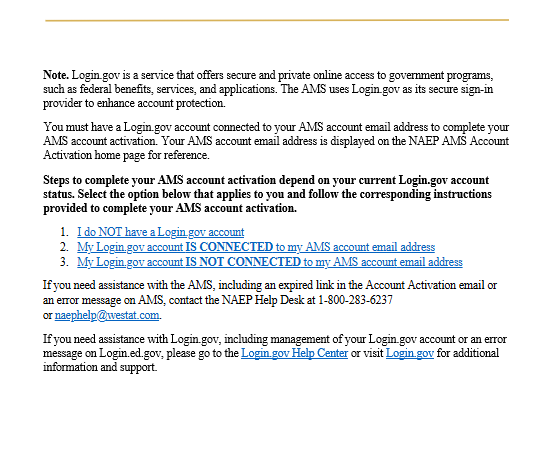 Note. Login.gov is a service that offers secure and private online access to government programs,
such as federal benefits, services, and applications. The AMS uses Login.gov as its secure sign-in
provider to enhance account protection.
You must have a Login.gov account connected to your AMS account email address to complete your
AMS account activation. Your AMS account email address is displayed on the NAEP AMS Account
Activation home page for reference.
Steps to complete your AMS account activation depend on your current Login.gov account
status. Select the option below that applies to you and follow the corresponding instructions
provided to complete your AMS account activation.
1. I do NOT have a Login.gov account
2. My Login.gov account IS CONNECTED to my AMS account email address
3. My Login.gov account IS NOT CONNECTED to my AMS account email address
If you need assistance with the AMS, including an expired link in the Account Activation email or
an error message on AMS, contact the NAEP Help Desk at 1-800-283-6237
or naephelp@westat.com.
If you need assistance with Login.gov, including management of your Login.gov account or an error
message on Login.ed.gov, please go to the Login.gov Help Center or visit Login.gov for additional
information and support.